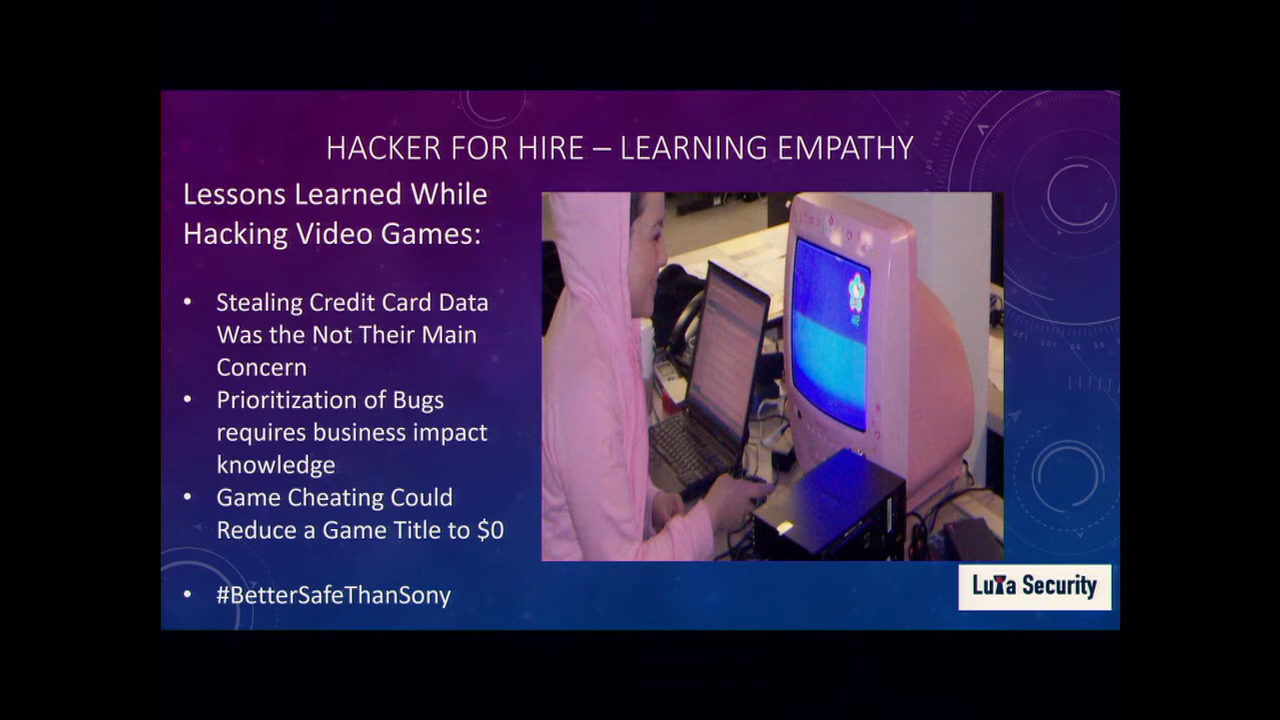 HACKER FOR HIRE – LEARNING EMPATHY
Lessons Learned While
Hacking Video Games:
• Stealing Credit Card Data
Was the Not Their Main
Concern
• Prioritization of Bugs
requires business impact
knowledge
• Game Cheating Could
Reduce a Game Title to $0
• #BetterSafeThanSony
Luta Security